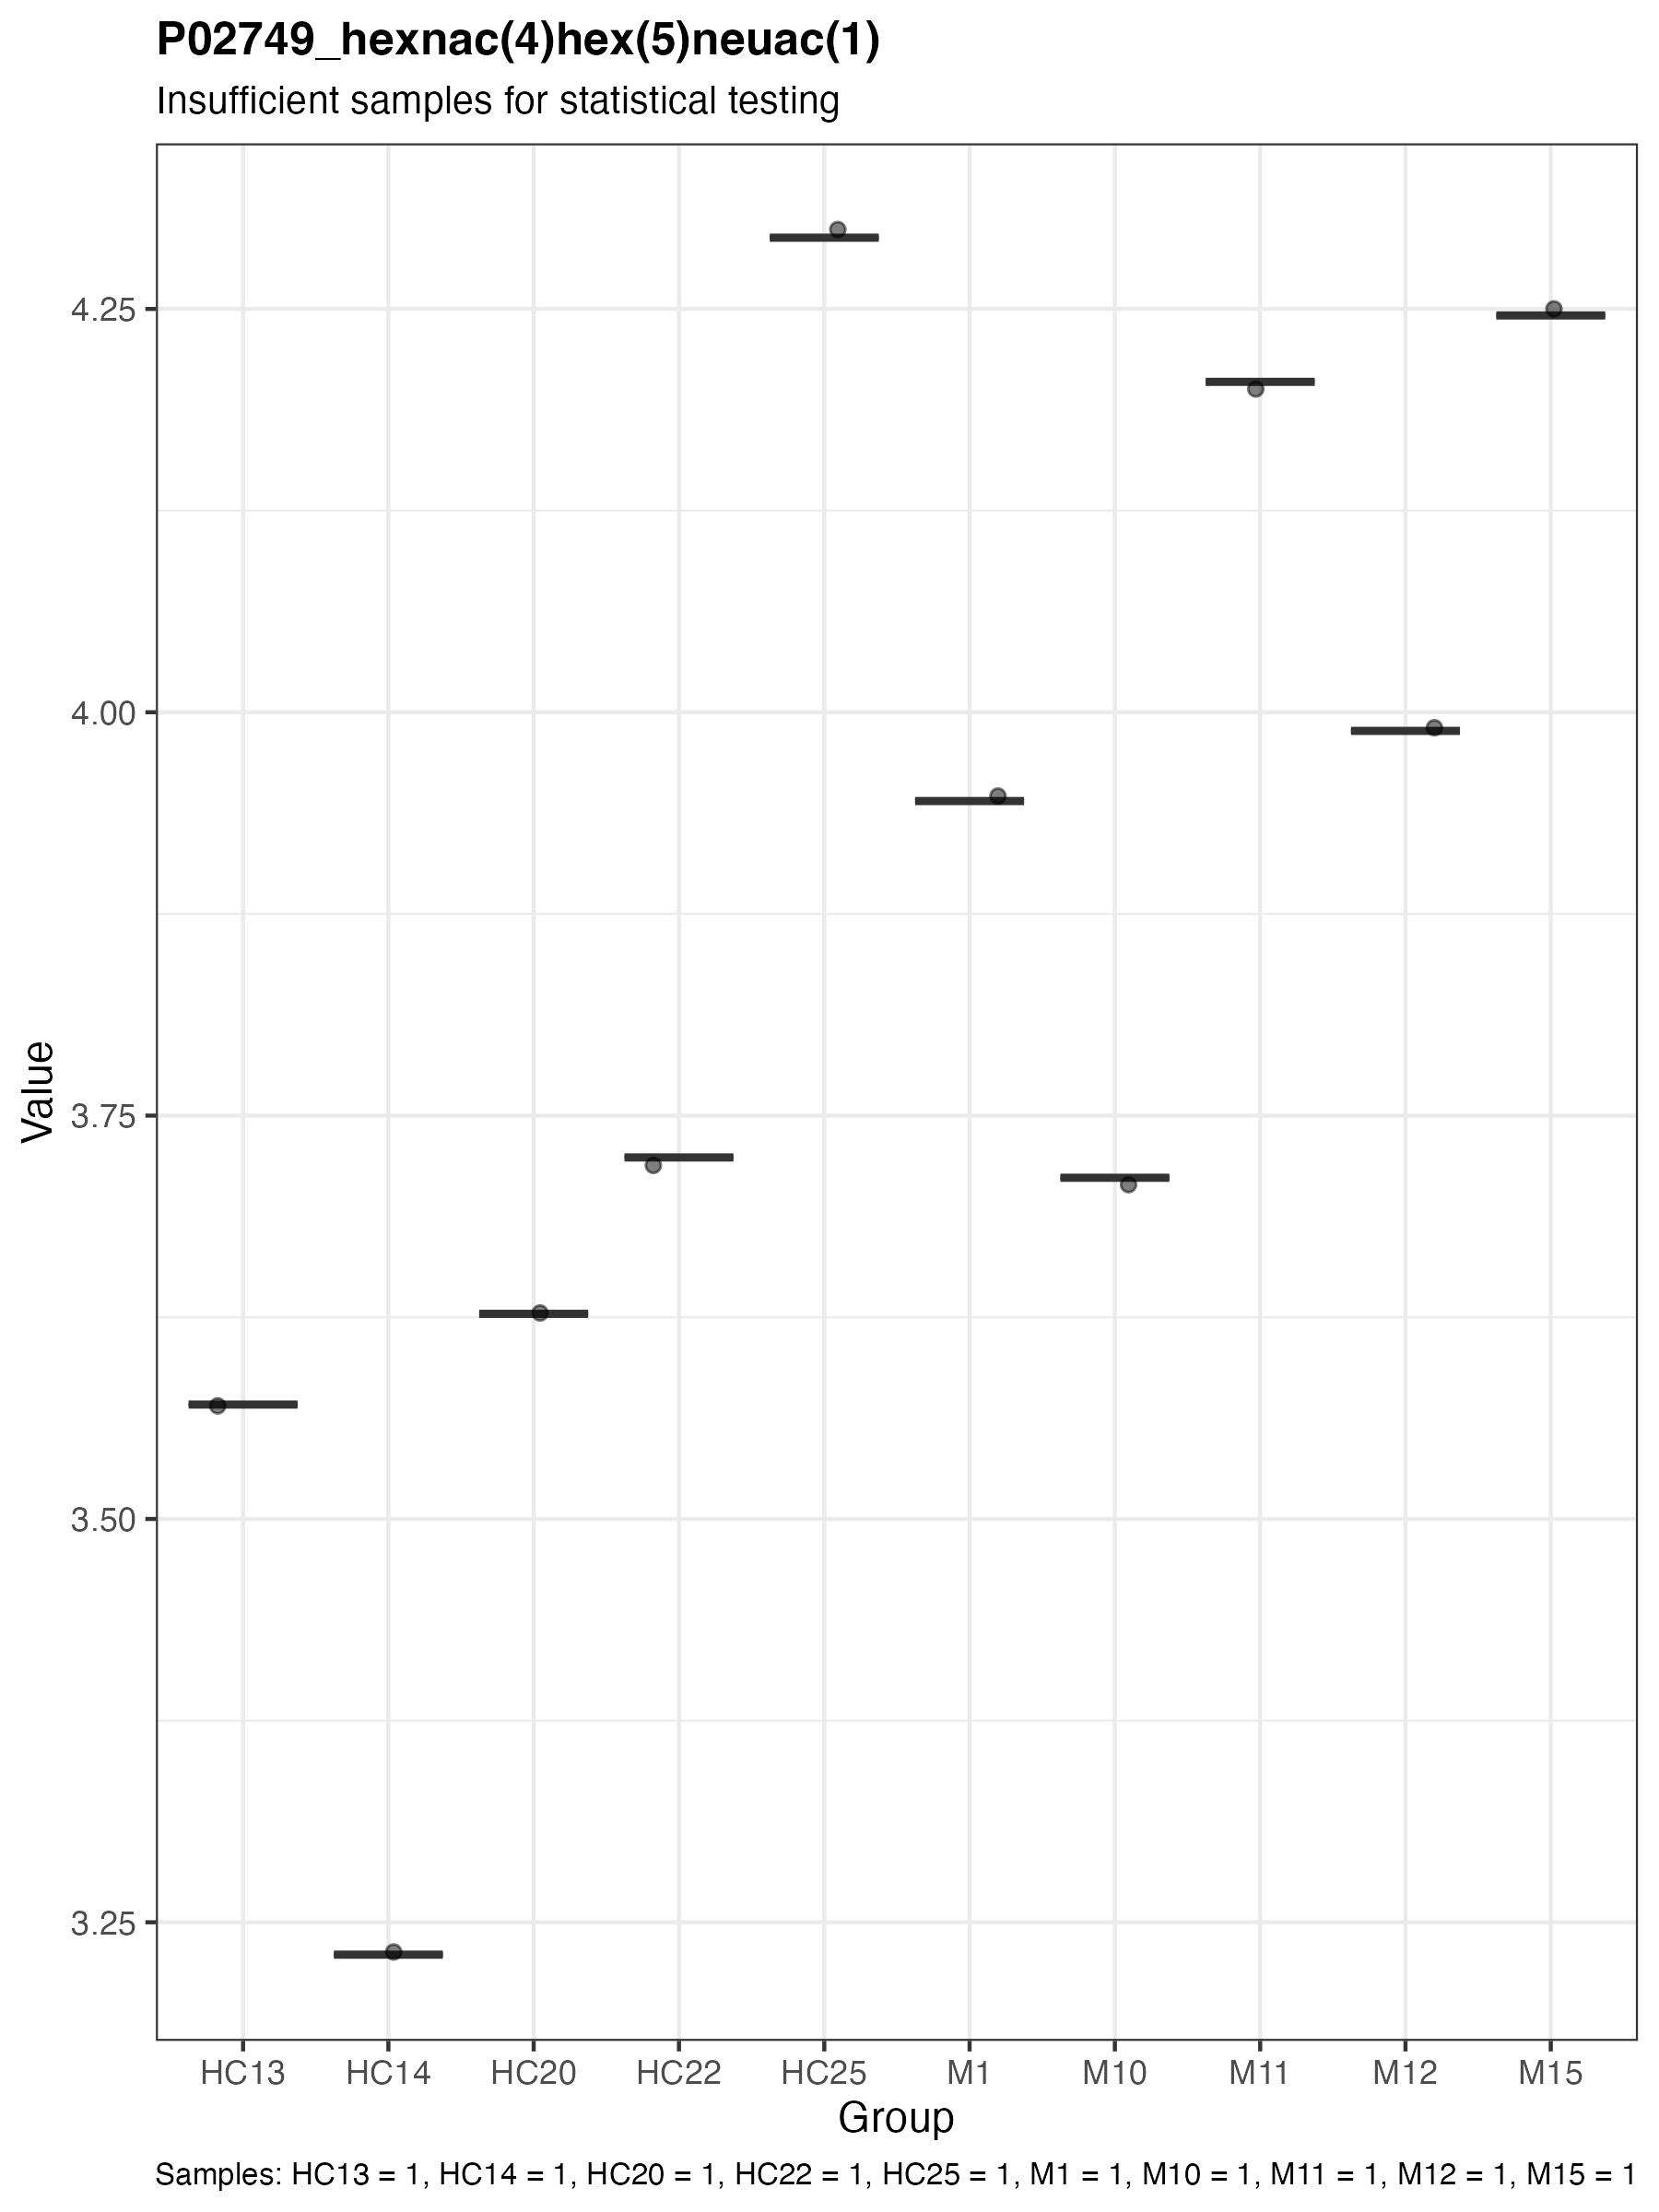 P02749_hexnac(4)hex(5)neuac(1)
Insufficient samples for statistical testing
Value
4.25
4.00
3.75
3.50
3.25
HC13 HC14 HC20 HC22 HC25 M1 M10 M11 M12 M15
Group
Samples: HC13 = 1, HC14 = 1, HC20 = 1, HC22 = 1, HC25 = 1, M1 = 1, M10 = 1, M11 = 1, M12 = 1, M15 = 1